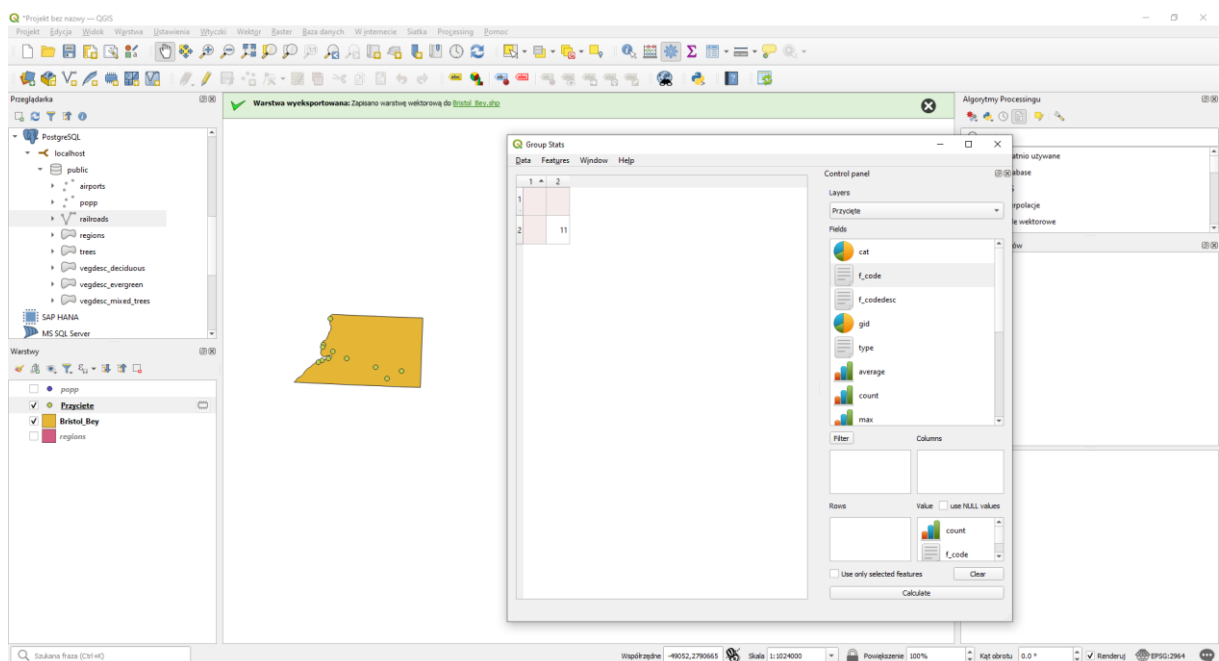 *Projekt bez nazwy — QGIS
Projekt Edycja Widok Warstwa Ustawienia Wtyczki Wektor Raster Baza danych W internecie Siatka Processing Pomoc
Przeglądarka
PostgreSQL
localhost
public
airports
popp
railroads
regions
trees
vegdesc_deciduous
vegdesc_evergreen
vegdesc_mixed_trees
SAP HANA
MS SQL Server
Warstwy
popp
Przycięte
Bristol_Bey
regions
Warstwa wyeksportowana: Zapisano warstwę wektorową do Bristol_Bey.shp
Group Stats
Data Features Window Help
1 2
1
2 11
Control panel
Layers
Przycięte
Fields
cat
f_code
f_codedesc
gid
type
average
count
max
Filter Columns
Rows Value use NULL values
count
f_code
Use only selected features Clear
Calculate
Algorytmy Processingu
atnio używane
abase
rpolacje
le wektorowe
ów
Szukana fraza (Ctrl+K)
Współrzędne -49052,2790665 Skala 1:1024000 Powiększenie 100% Kąt obrotu 0.0 ° Renderuj EPSG:2964